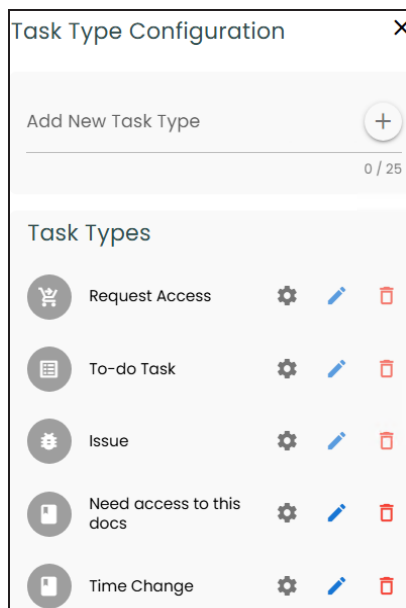 Task Type Configuration
Add New Task Type
0 / 25
Task Types
Request Access
To-do Task
Issue
Need access to this
docs
Time Change